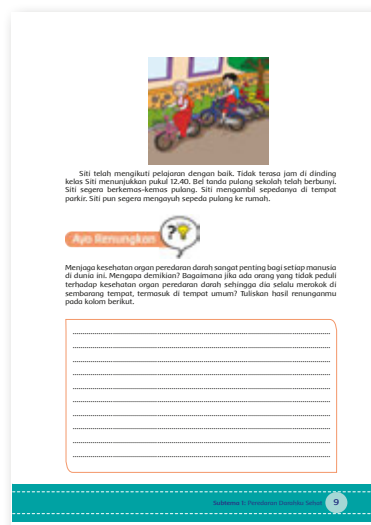 Siti telah mengikuti pelajaran dengan baik. Tidak terasa jam di dinding
kelas Siti menunjukkan pukul 12.40. Bel tanda pulang sekolah telah berbunyi.
Siti segera berkemas-kemas pulang. Siti mengambil sepedanya di tempat
parkir. Siti pun segera mengayuh sepeda pulang ke rumah.
Ayo Renungkan
Menjaga kesehatan organ peredaran darah sangat penting bagi setiap manusia
di dunia ini. Mengapa demikian? Bagaimana jika ada orang yang tidak peduli
terhadap kesehatan organ peredaran darah sehingga dia selalu merokok di
sembarang tempat, termasuk di tempat umum? Tuliskan hasil renunganmu
pada kolom berikut.
Subtema 1: Peredaran Darahku Sehat 9